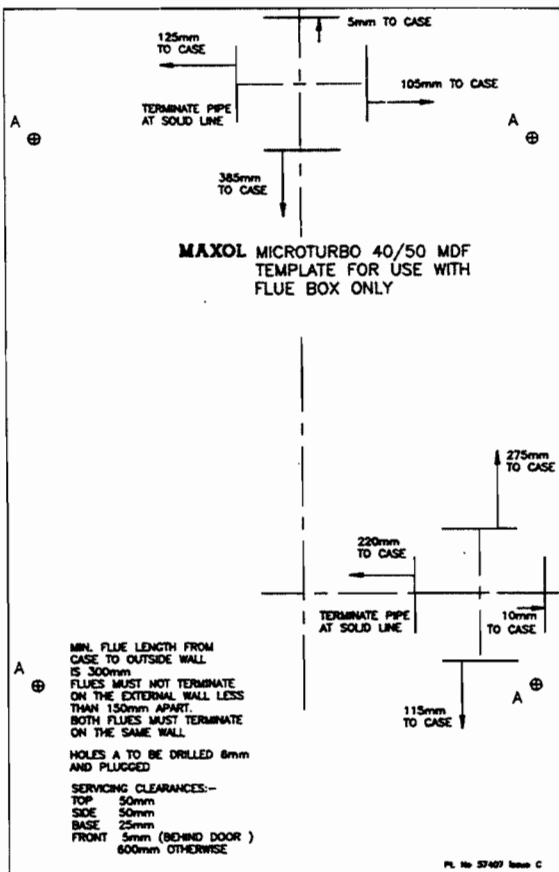 5mm TO CASE
125mm
TO CASE
105mm TO CASE
TERMINATE PIPE
AT SOLID LINE
A
A
385mm
TO CASE
MAXOL MICROTURBO 40/50 MDF
TEMPLATE FOR USE WITH
FLUE BOX ONLY
275mm
TO CASE
220mm
TO CASE
TERMINATE PIPE
AT SOLID LINE
10mm
TO CASE
MIN. FLUE LENGTH FROM
CASE TO OUTSIDE WALL
IS 300mm
FLUES MUST NOT TERMINATE
ON THE EXTERNAL WALL LESS
THAN 150mm APART.
BOTH FLUES MUST TERMINATE
ON THE SAME WALL
A
A
115mm
TO CASE
HOLES A TO BE DRILLED 8mm
AND PLUGGED
SERVICING CLEARANCES:-
TOP 50mm
SIDE 50mm
BASE 25mm
FRONT 5mm (BEHIND DOOR )
600mm OTHERWISE
PL No 57407 Issue C